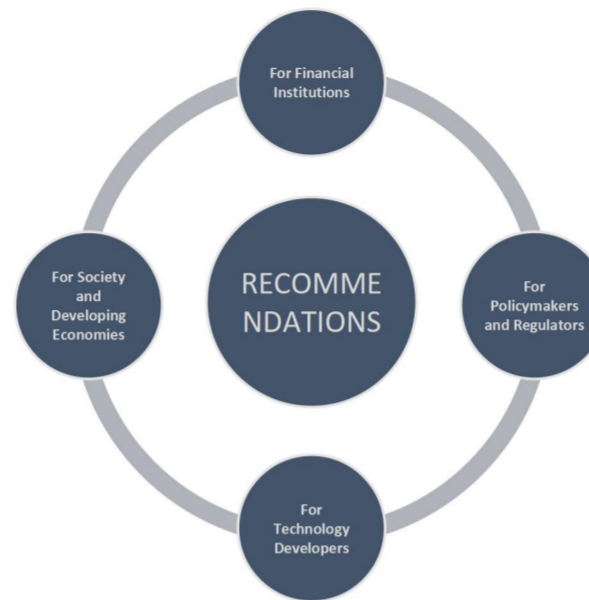 For Financial
Institutions
For Society
and
Developing
Economies
RECOMME
NDATIONS
For
Policymakers
and Regulators
For
Technology
Developers